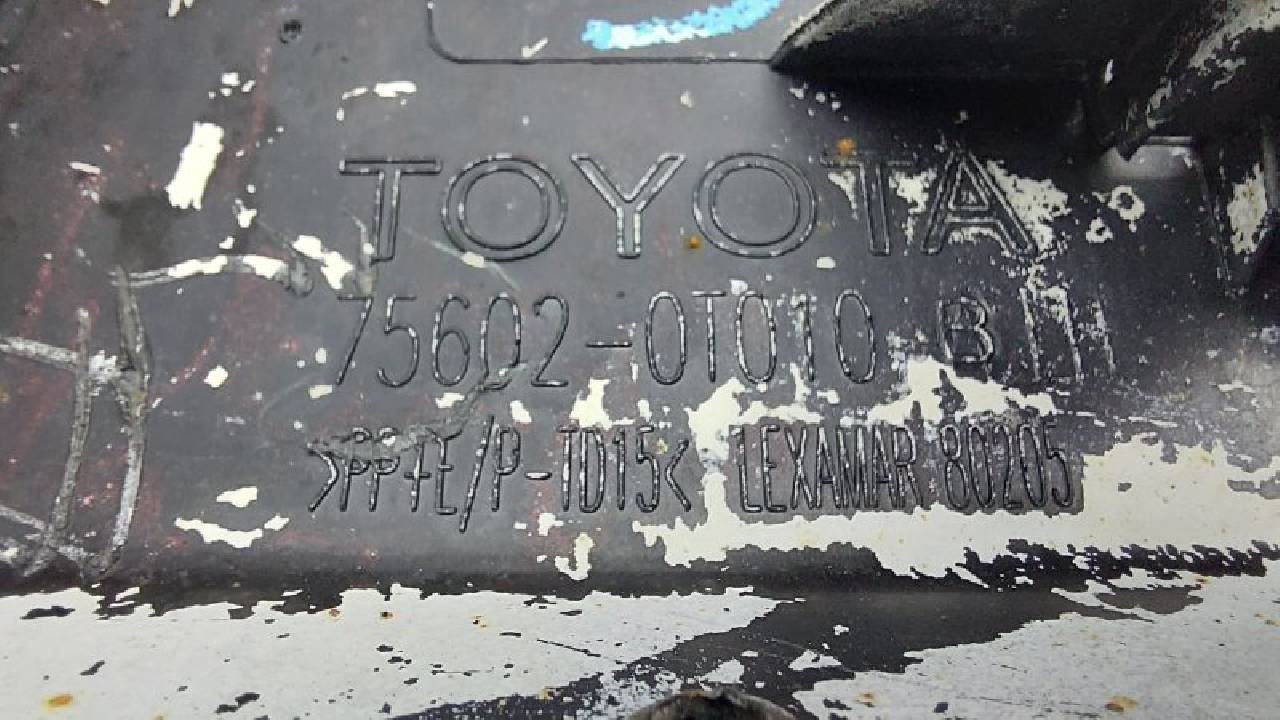 TOYOTA
75602-0T010 B
>PP+E/P-TD15< LEXAMAR 80205